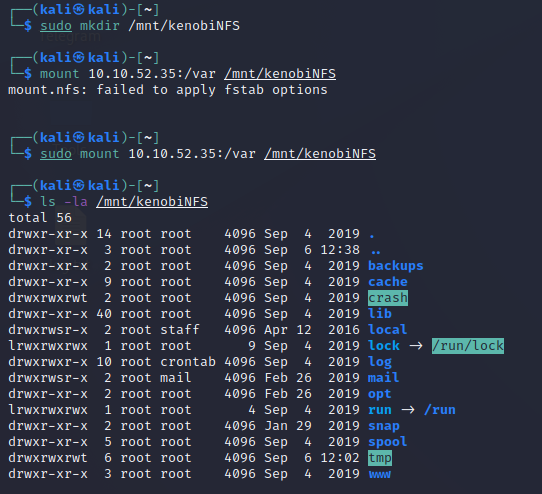 ┌──(kali㉿kali)-[~]
└─$ sudo mkdir /mnt/kenobiNFS
┌──(kali㉿kali)-[~]
└─$ mount 10.10.52.35:/var /mnt/kenobiNFS
mount.nfs: failed to apply fstab options
┌──(kali㉿kali)-[~]
└─$ sudo mount 10.10.52.35:/var /mnt/kenobiNFS
┌──(kali㉿kali)-[~]
└─$ ls -la /mnt/kenobiNFS
total 56
drwxr-xr-x 14 root root    4096 Sep  4  2019 .
drwxr-xr-x  3 root root    4096 Sep  6 12:38 ..
drwxr-xr-x  2 root root    4096 Sep  4  2019 backups
drwxr-xr-x  9 root root    4096 Sep  4  2019 cache
drwxrwxrwt  2 root root    4096 Sep  4  2019 crash
drwxr-xr-x 40 root root    4096 Sep  4  2019 lib
drwxrwsr-x  2 root staff   4096 Apr 12  2016 local
lrwxrwxrwx  1 root root       9 Sep  4  2019 lock → /run/lock
drwxrwxr-x 10 root crontab 4096 Sep  4  2019 log
drwxrwsr-x  2 root mail    4096 Feb 26  2019 mail
drwxr-xr-x  2 root root    4096 Feb 26  2019 opt
lrwxrwxrwx  1 root root       4 Sep  4  2019 run → /run
drwxr-xr-x  2 root root    4096 Jan 29  2019 snap
drwxr-xr-x  5 root root    4096 Sep  4  2019 spool
drwxrwxrwt  6 root root    4096 Sep  6 12:02 tmp
drwxr-xr-x  3 root root    4096 Sep  4  2019 www